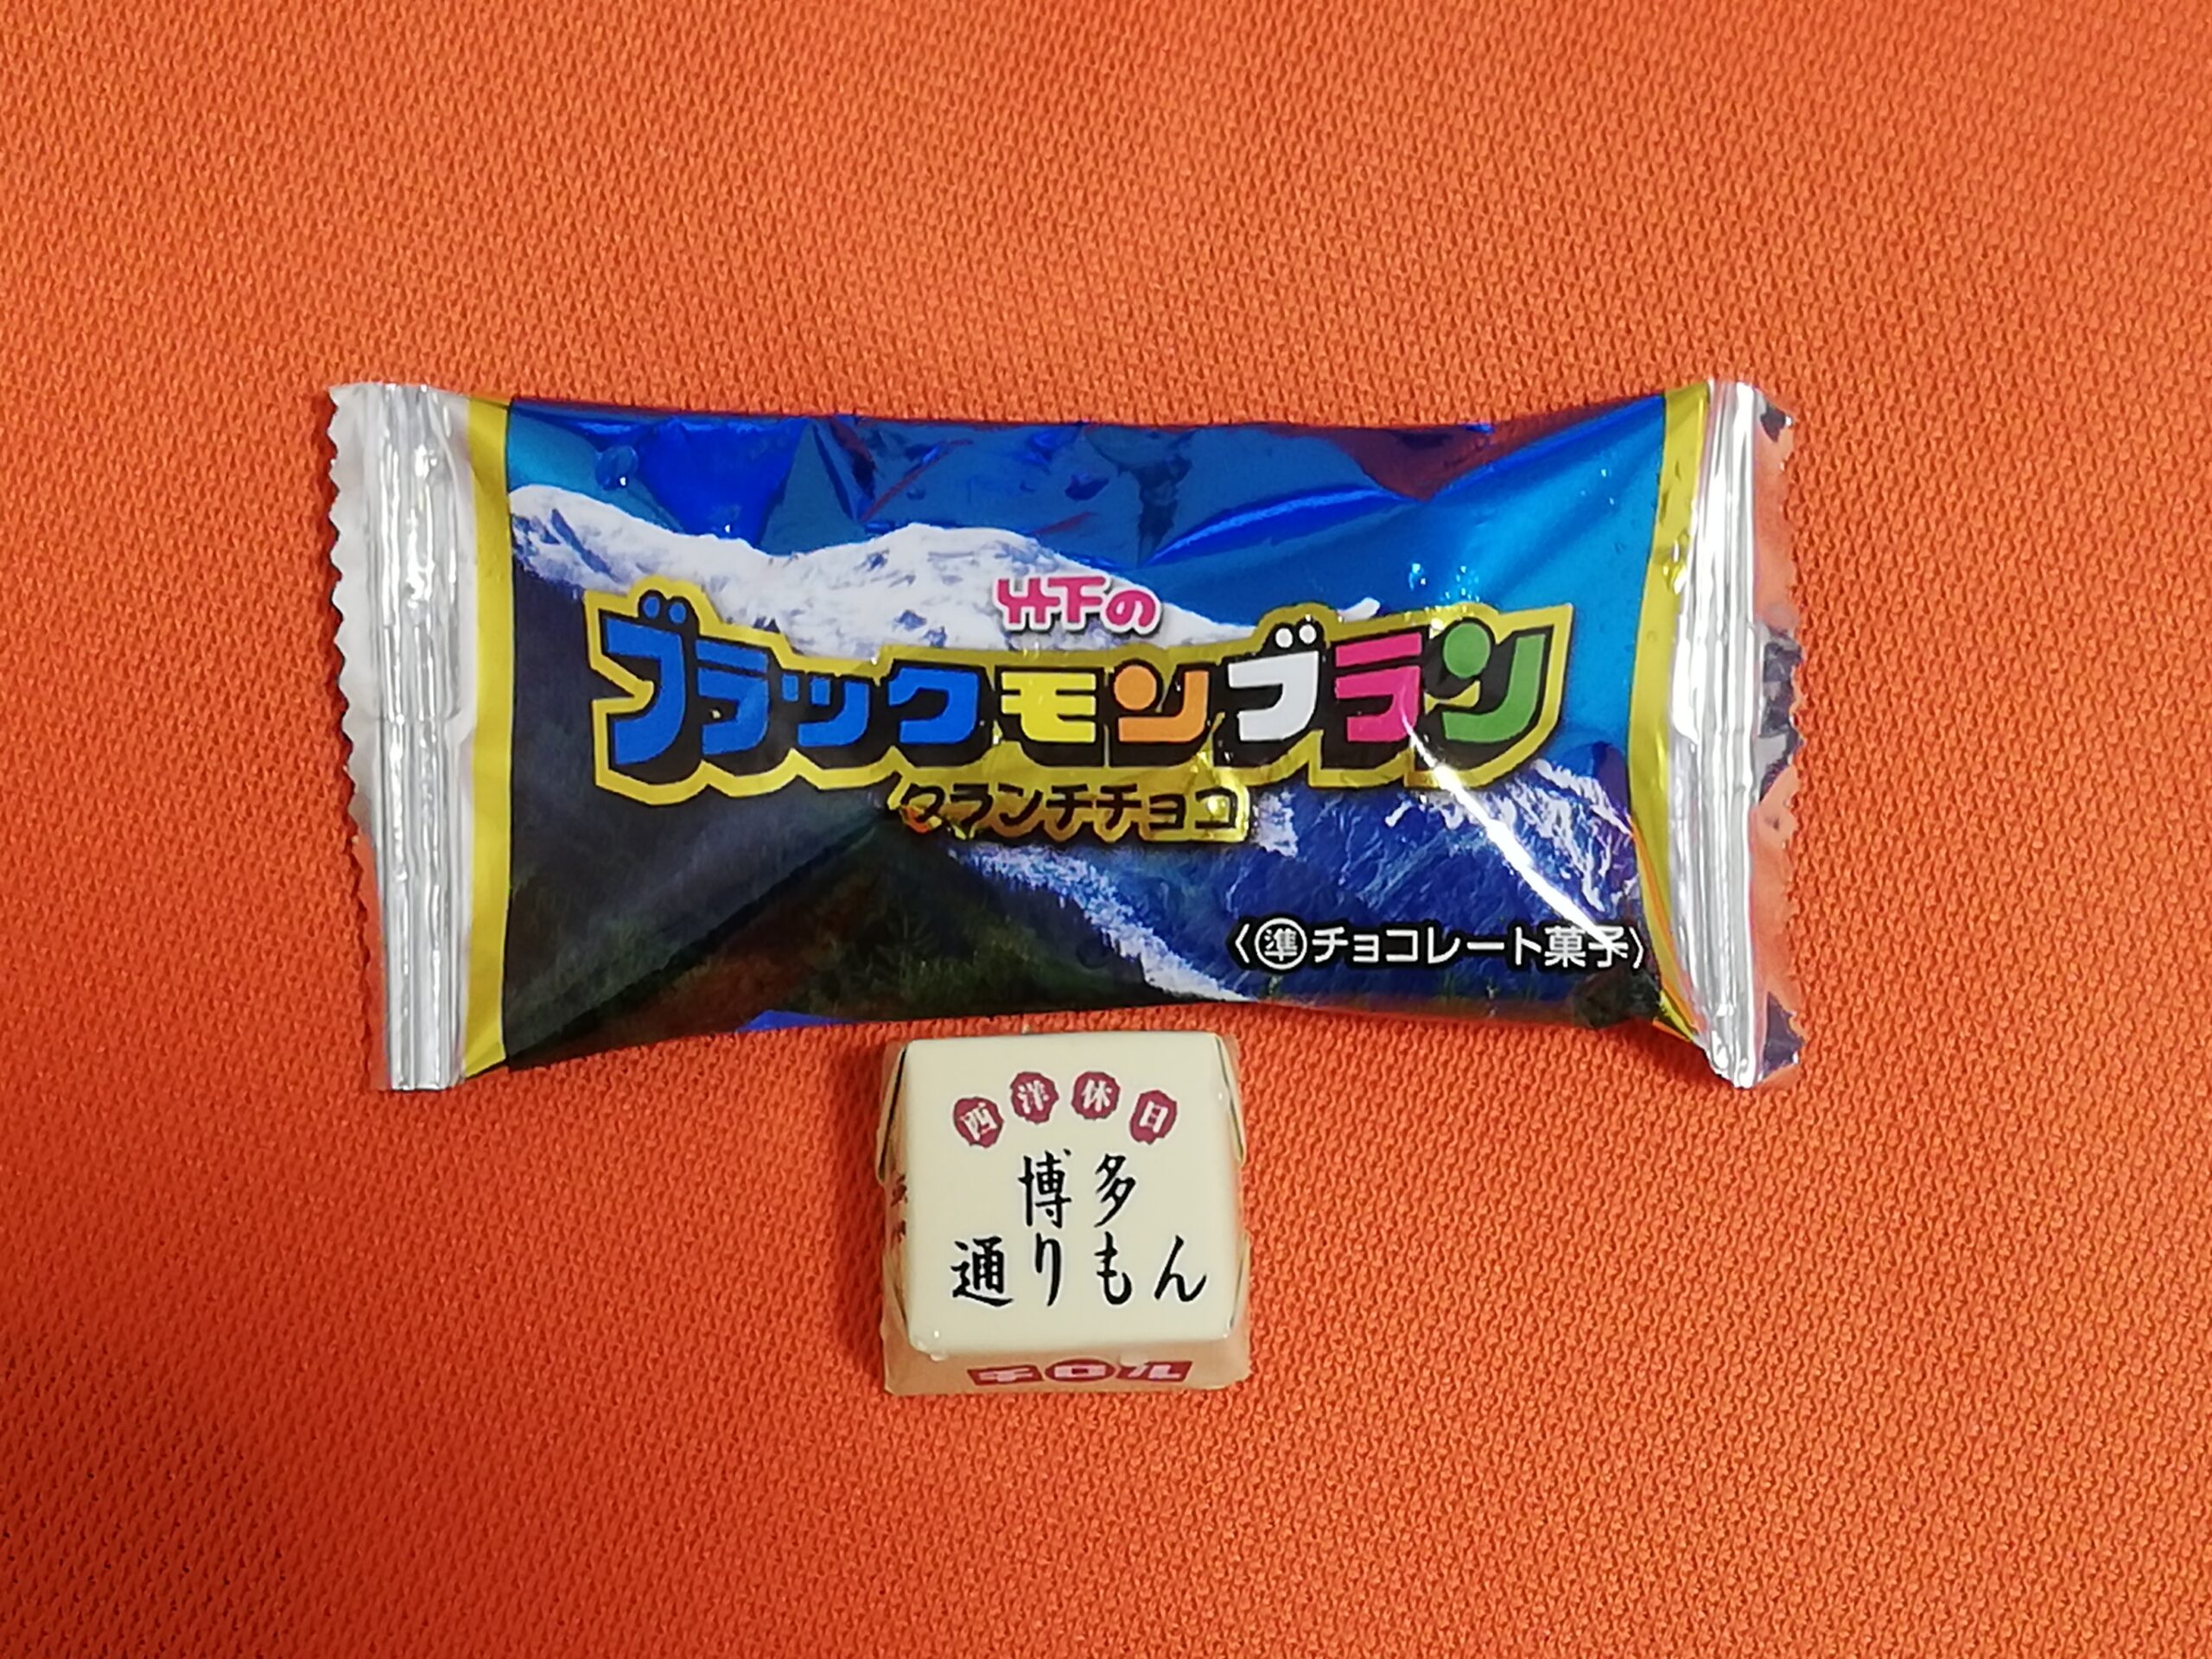 竹下の
ブラックモンブラン
クランチチョコ
〈㊜チョコレート菓子〉
西洋休日
博多
通りもん
チロル